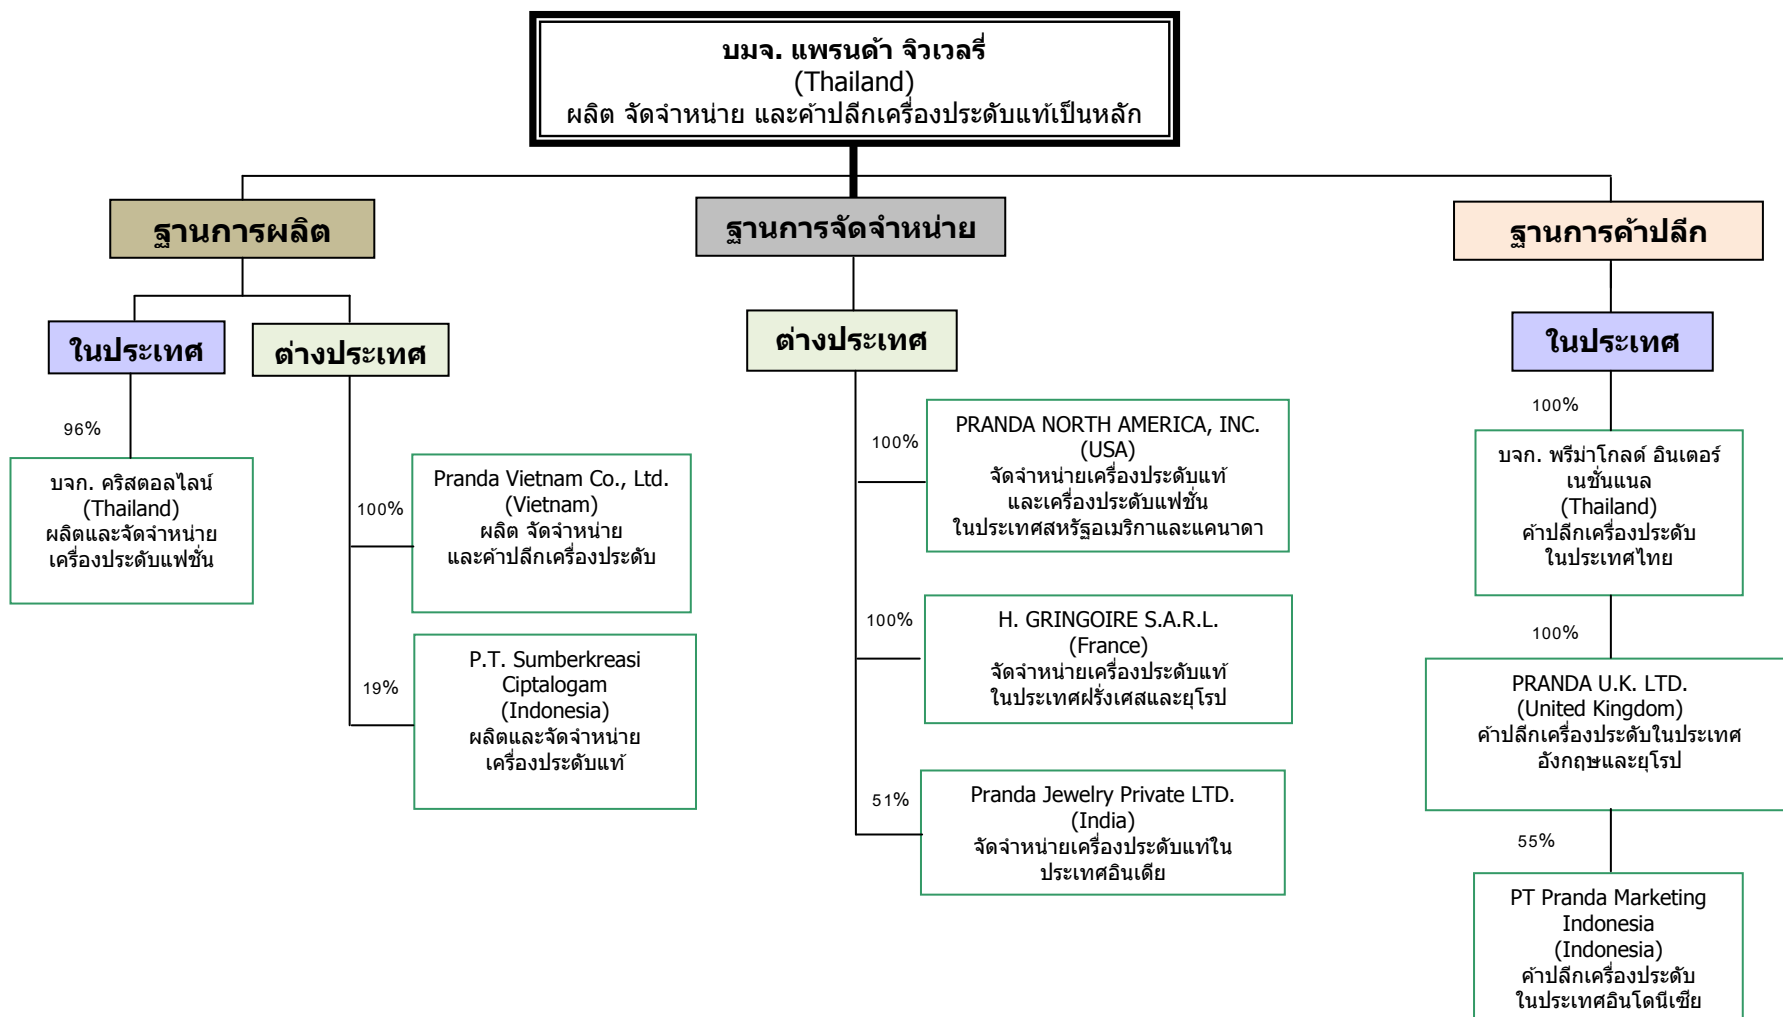 บมจ. แพรนด้า จิวเวลรี่
(Thailand)
ผลิต จัดจำหน่าย และค้าปลีกเครื่องประดับแท้เป็นหลัก
ฐานการผลิต
ฐานการจัดจำหน่าย
ฐานการค้าปลีก
ในประเทศ
ต่างประเทศ
ต่างประเทศ
ในประเทศ
96%
บจก. คริสตอลไลน์
(Thailand)
ผลิตและจัดจำหน่าย
เครื่องประดับแฟชั่น
100%
Pranda Vietnam Co., Ltd.
(Vietnam)
ผลิต จัดจำหน่าย
และค้าปลีกเครื่องประดับ
19%
P.T. Sumberkreasi
Ciptalogam
(Indonesia)
ผลิตและจัดจำหน่าย
เครื่องประดับแท้
100%
PRANDA NORTH AMERICA, INC.
(USA)
จัดจำหน่ายเครื่องประดับแท้
และเครื่องประดับแฟชั่น
ในประเทศสหรัฐอเมริกาและแคนาดา
100%
H. GRINGOIRE S.A.R.L.
(France)
จัดจำหน่ายเครื่องประดับแท้
ในประเทศฝรั่งเศสและยุโรป
51%
Pranda Jewelry Private LTD.
(India)
จัดจำหน่ายเครื่องประดับแท้ใน
ประเทศอินเดีย
100%
บจก. พรีม่าโกลด์ อินเตอร์
เนชั่นแนล
(Thailand)
ค้าปลีกเครื่องประดับ
ในประเทศไทย
100%
PRANDA U.K. LTD.
(United Kingdom)
ค้าปลีกเครื่องประดับในประเทศ
อังกฤษและยุโรป
55%
PT Pranda Marketing
Indonesia
(Indonesia)
ค้าปลีกเครื่องประดับ
ในประเทศอินโดนีเซีย